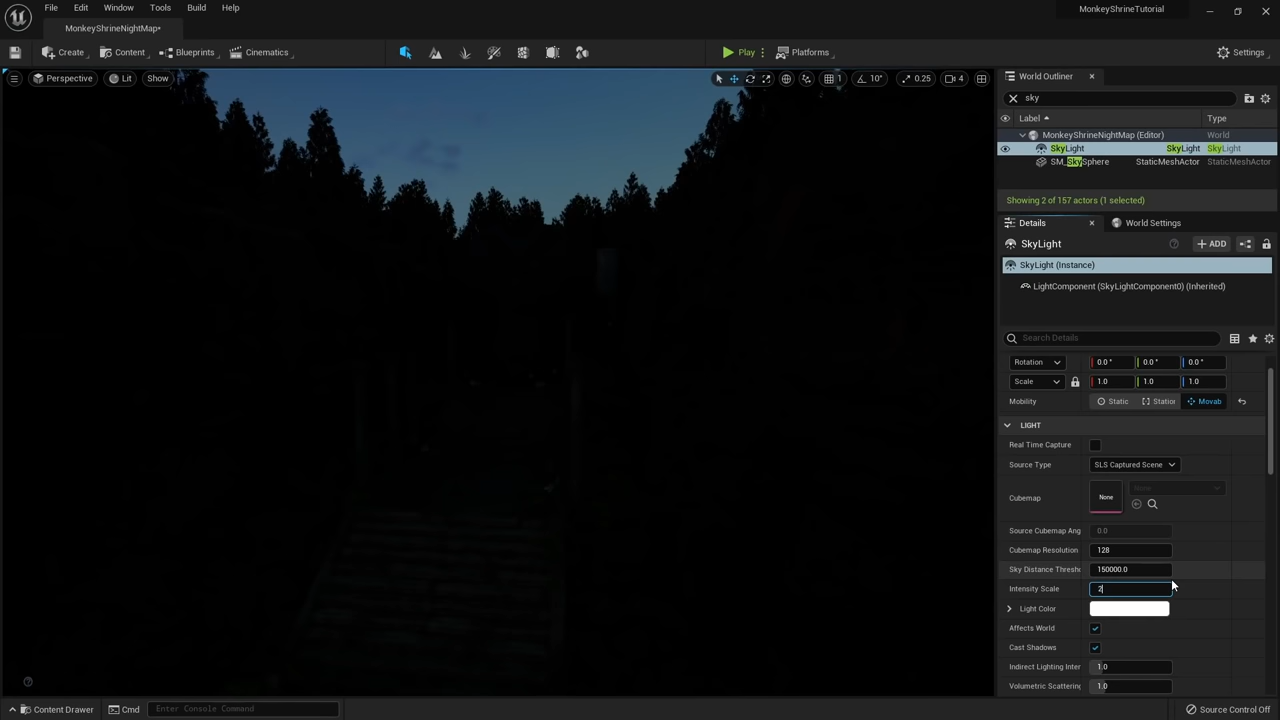 File Edit Window Tools Build Help
MonkeyShrineTutorial
MonkeyShrineNightMap•
Create Content Blueprints Cinematics Play Platforms Settings
Perspective Lit Show 1 10° 0.25 4
World Outliner
sky
Label Type
MonkeyShrineNightMap (Editor) World
SkyLight SkyLight SkyLight
SM_SkySphere StaticMeshActor StaticMeshActor
Showing 2 of 157 actors (1 selected)
Details World Settings
SkyLight ADD
SkyLight (Instance)
LightComponent (SkyLightComponent0) (Inherited)
Search Details
Rotation 0.0 ° 0.0 ° 0.0 °
Scale 1.0 1.0 1.0
Mobility Static Station Movab
LIGHT
Real Time Capture
Source Type SLS Captured Scene
Cubemap None None
Source Cubemap Ang 0.0
Cubemap Resolution 128
Sky Distance Thresho 150000.0
Intensity Scale 2
Light Color
Affects World
Cast Shadows
Indirect Lighting Inter 1.0
Volumetric Scattering 1.0
Content Drawer Cmd Enter Console Command Source Control Off